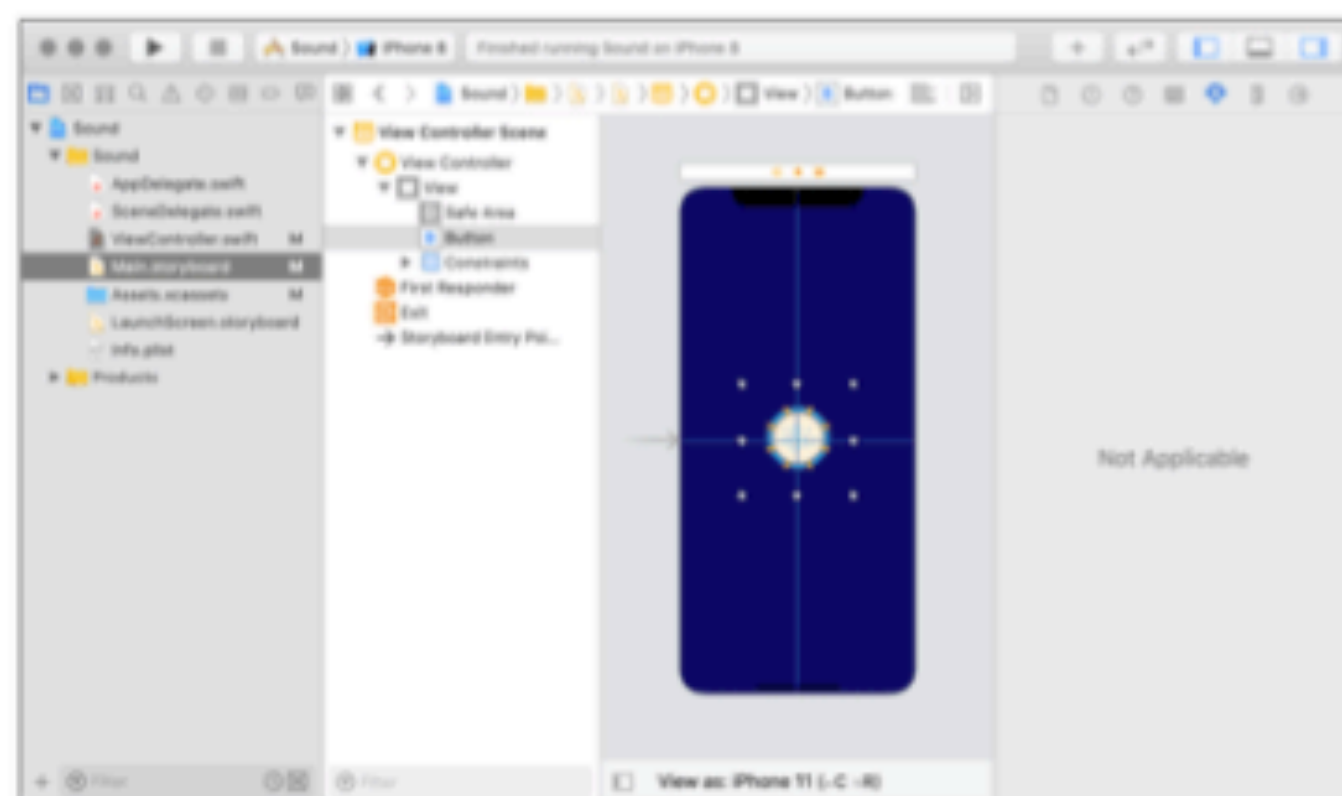 Sound
iPhone 8
Finished running Sound on iPhone 8
Sound
View
Button
Sound
Sound
AppDelegate.swift
SceneDelegate.swift
ViewController.swift M
Main.storyboard M
Assets.xcassets M
LaunchScreen.storyboard
Info.plist
Products
Filter
View Controller Scene
View Controller
View
Safe Area
Button
Constraints
First Responder
Exit
Storyboard Entry Poi...
Filter
View as: iPhone 11 (
Not Applicable